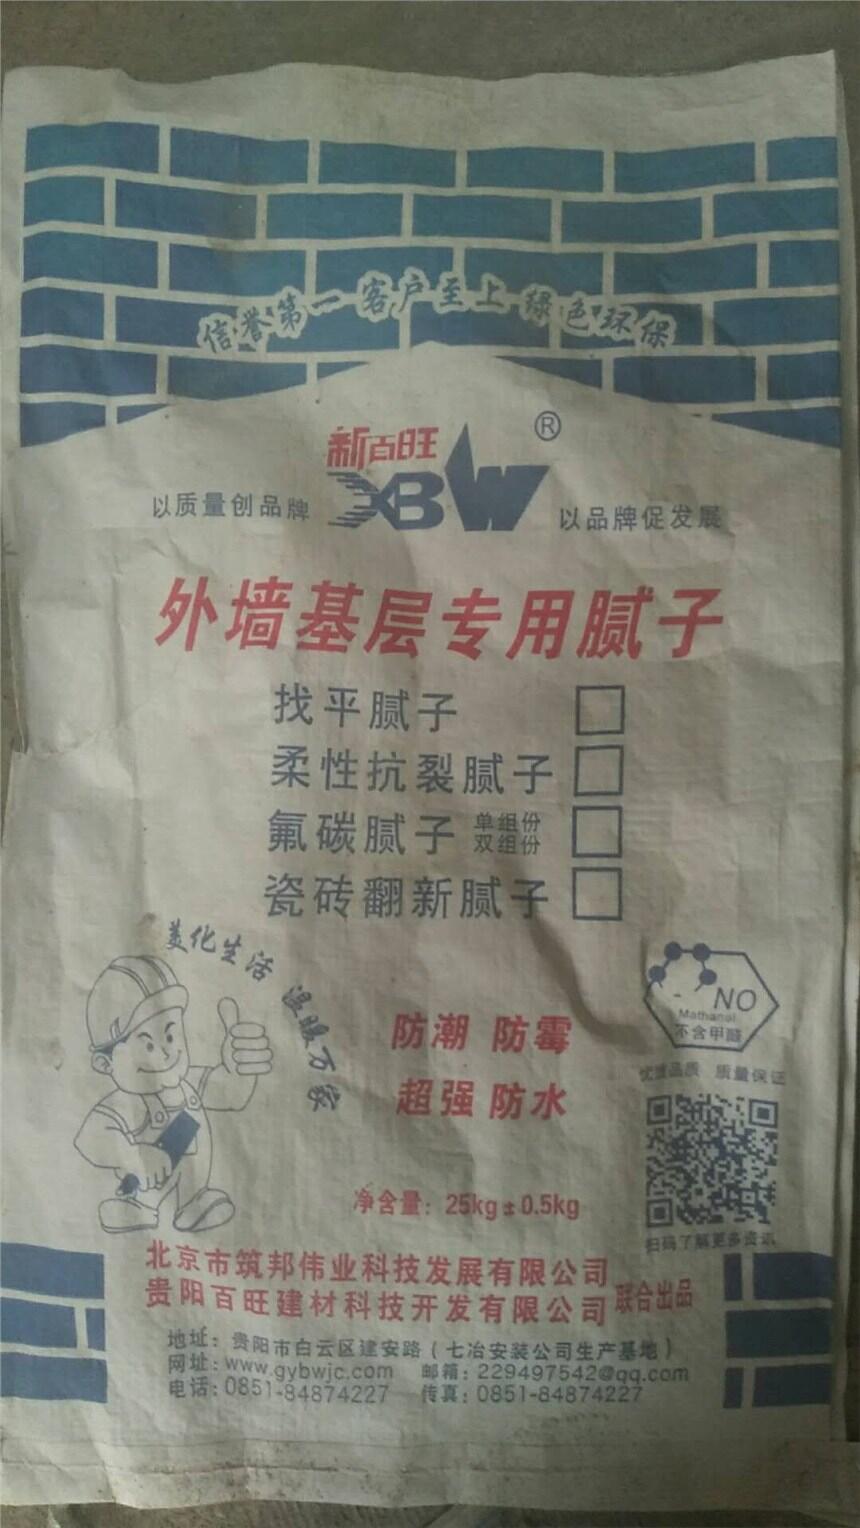 信誉第一客户至上绿色环保
新百旺
XBW®
以质量创品牌
以品牌促发展
外墙基层专用腻子
找平腻子
柔性抗裂腻子
氟碳腻子 单组份 双组份
瓷砖翻新腻子
美化生活 温暖万家
防潮 防霉
超强 防水
NO
Mathanal
不含甲醛
优质品质 质量保证
扫码了解更多资讯
净含量：25kg±0.5kg
北京市筑邦伟业科技发展有限公司
贵阳百旺建材科技开发有限公司
联合出品
地址：贵阳市白云区建安路（七冶安装公司生产基地）
网址：www.gybwjc.com 邮箱：229497542@qq.com
电话：0851-84874227 传真：0851-84874227